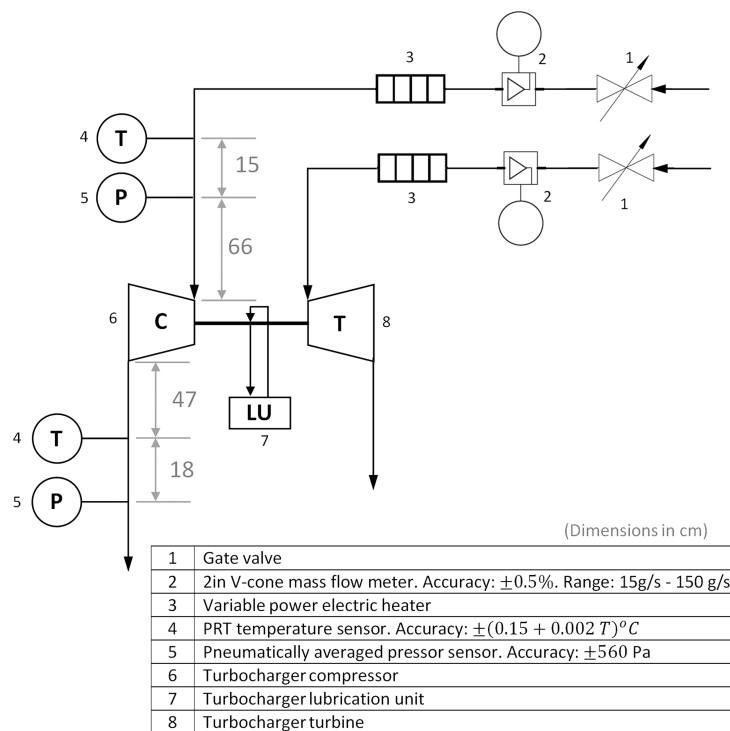 3
2
1
4
T
15
5
P
3
2
1
66
6
C
T
8
LU
7
47
4
T
18
5
P
(Dimensions in cm)
1 Gate valve
2 2in V-cone mass flow meter. Accuracy: ±0.5%. Range: 15g/s - 150 g/s
3 Variable power electric heater
4 PRT temperature sensor. Accuracy: ±(0.15 + 0.002 T)°C
5 Pneumatically averaged pressor sensor. Accuracy: ±560 Pa
6 Turbocharger compressor
7 Turbocharger lubrication unit
8 Turbocharger turbine